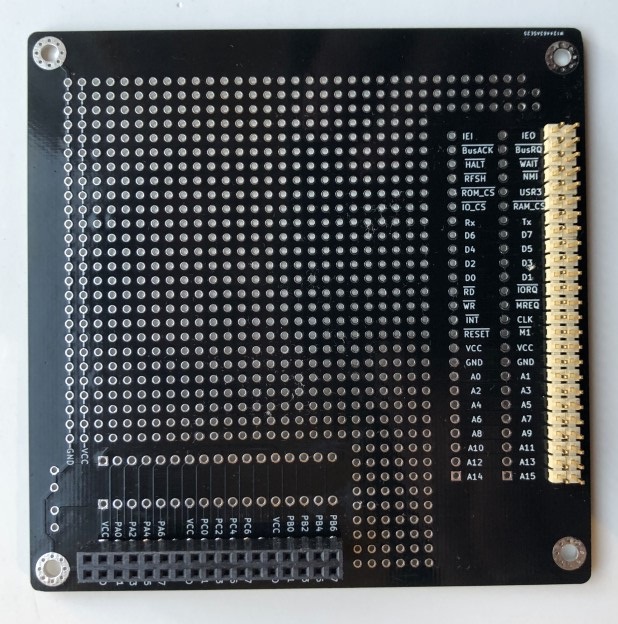 IEI IEO
BusACK BusRQ
HALT WAIT
RFSH NMI
ROM_CS USR3
IO_CS RAM_CS
Rx Tx
D6 D7
D4 D5
D2 D3
D0 D1
RD IORQ
WR MREQ
INT CLK
RESET M1
VCC VCC
GND GND
A0 A1
A2 A3
A4 A5
A6 A7
A8 A9
A10 A11
A12 A13
A14 A15
GND
VCC
VCC
PA0
PA2
PA4
PA6
VCC
PC0
PC2
PC4
PC6
VCC
PB0
PB2
PB4
PB6